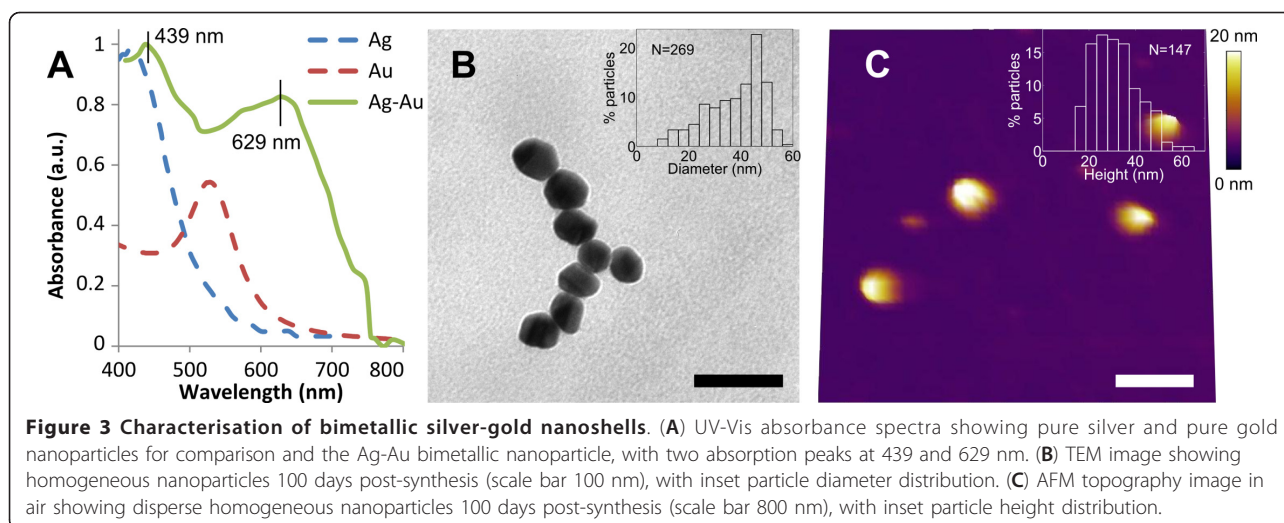 A
439 nm
629 nm
Ag
Au
Ag-Au
Absorbance (a.u.)
1
0.8
0.6
0.4
0.2
0
400 500 600 700 800
Wavelength (nm)
B
N=269
% particles
20
10
0
0 20 40 60
Diameter (nm)
C
N=147
% particles
15
10
5
0
0 20 40 60
Height (nm)
20 nm
0 nm
Figure 3 Characterisation of bimetallic silver-gold nanoshells. (A) UV-Vis absorbance spectra showing pure silver and pure gold
nanoparticles for comparison and the Ag-Au bimetallic nanoparticle, with two absorption peaks at 439 and 629 nm. (B) TEM image showing
homogeneous nanoparticles 100 days post-synthesis (scale bar 100 nm), with inset particle diameter distribution. (C) AFM topography image in
air showing disperse homogeneous nanoparticles 100 days post-synthesis (scale bar 800 nm), with inset particle height distribution.